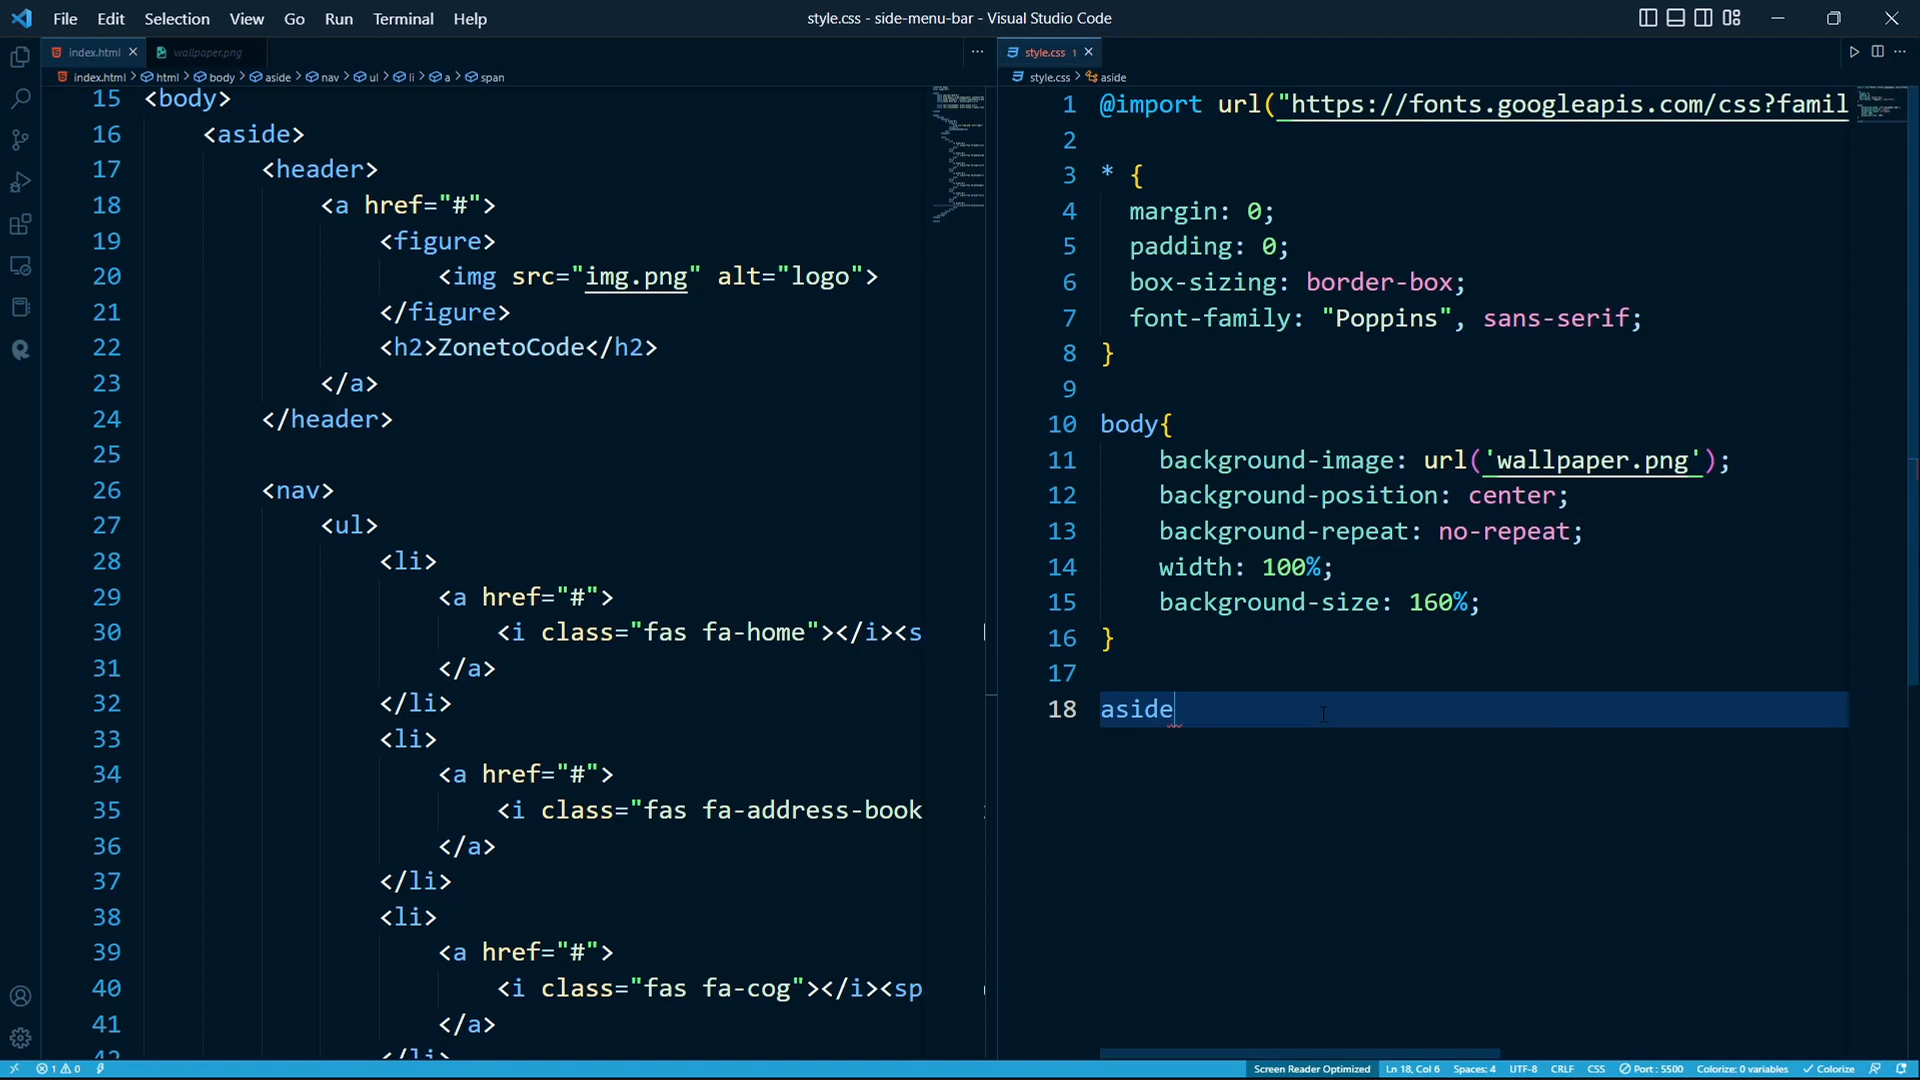 File Edit Selection View Go Run Terminal Help
style.css - side-menu-bar - Visual Studio Code
index.html
wallpaper.png
index.html > html > body > aside > nav > ul > li > a > span
15 <body>
16 <aside>
17 <header>
18 <a href="#">
19 <figure>
20 <img src="img.png" alt="logo">
21 </figure>
22 <h2>ZonetoCode</h2>
23 </a>
24 </header>
25
26 <nav>
27 <ul>
28 <li>
29 <a href="#">
30 <i class="fas fa-home"></i><s
31 </a>
32 </li>
33 <li>
34 <a href="#">
35 <i class="fas fa-address-book
36 </a>
37 </li>
38 <li>
39 <a href="#">
40 <i class="fas fa-cog"></i><sp
41 </a>
42 </li>
style.css 1
style.css > aside
1 @import url("https://fonts.googleapis.com/css?famil
2
3 * {
4 margin: 0;
5 padding: 0;
6 box-sizing: border-box;
7 font-family: "Poppins", sans-serif;
8 }
9
10 body{
11 background-image: url('wallpaper.png');
12 background-position: center;
13 background-repeat: no-repeat;
14 width: 100%;
15 background-size: 160%;
16 }
17
18 aside
1 0
Screen Reader Optimized Ln 18, Col 6 Spaces: 4 UTF-8 CRLF CSS Port : 5500 Colorize: 0 variables Colorize